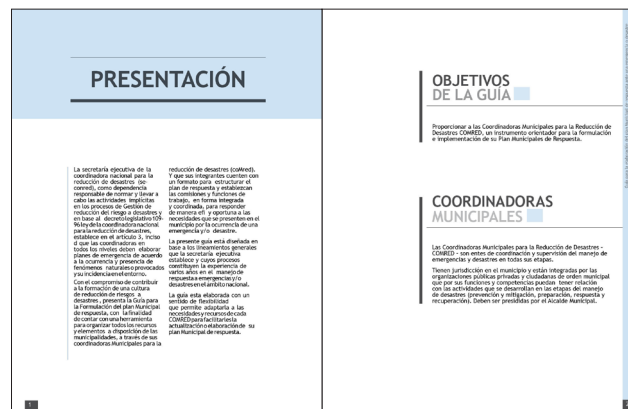 PRESENTACIÓN
La secretaría ejecutiva de la
coordinadora nacional para la
reducción de desastres (se-
conred), como dependencia
responsable de normar y llevar a
cabo las actividades implícitas
en los procesos de Gestión de
reducción del riesgo a desastres y
en base al decreto legislativo 109-
96 ley de la coordinadora nacional
para la reducción de desastres,
establece en el artículo 3, inciso
d que las coordinadoras en
todos los niveles deben elaborar
planes de emergencia de acuerdo
a la ocurrencia y presencia de
fenómenos naturales o provocados
y su incidencia en el entorno.
Con el compromiso de contribuir
a la formación de una cultura
de reducción de riesgos a
desastres , presenta la Guía para
la Formulación del plan Municipal
de respuesta, con la finalidad
de contar con una herramienta
para organizar todos los recursos
y elementos a disposición de las
municipalidades, a través de sus
coordinadoras Municipales para la
reducción de desastres (coMred).
Y que sus integrantes cuenten con
un formato para estructurar el
plan de respuesta y establezcan
las comisiones y funciones de
trabajo, en forma integrada
y coordinada, para responder
de manera efi y oportuna a las
necesidades que se presenten en el
municipio por la ocurrencia de una
emergencia y/o desastre.
La presente guía está diseñada en
base a los lineamientos generales
que la secretaría ejecutiva
establece y cuyos procesos
constituyen la experiencia de
varios años en el manejo de
respuesta a emergencias y/o
desastres en el ámbito nacional.
La guía esta elaborada con un
sentido de flexibilidad
que permite adaptarla a las
necesidades y recursos de cada
COMRED para facilitarles la
actualización o elaboración de su
plan Municipal de respuesta.
1
OBJETIVOS
DE LA GUÍA
Proporcionar a las Coordinadoras Municipales para la Reducción de
Desastres COMRED, un instrumento orientador para la formulación
e implementación de su Plan Municipales de Respuesta.
COORDINADORAS
MUNICIPALES
Las Coordinadoras Municipales para la Reducción de Desastres -
COMRED - son entes de coordinación y supervisión del manejo de
emergencias y desastres en todas sus etapas.
Tienen jurisdicción en el municipio y están integradas por las
organizaciones públicas privadas y ciudadanas de orden municipal
que por sus funciones y competencias puedan tener relación
con las actividades que se desarrollan en las etapas del manejo
de desastres (prevención y mitigación, preparación, respuesta y
recuperación). Deben ser presididas por el Alcalde Municipal.